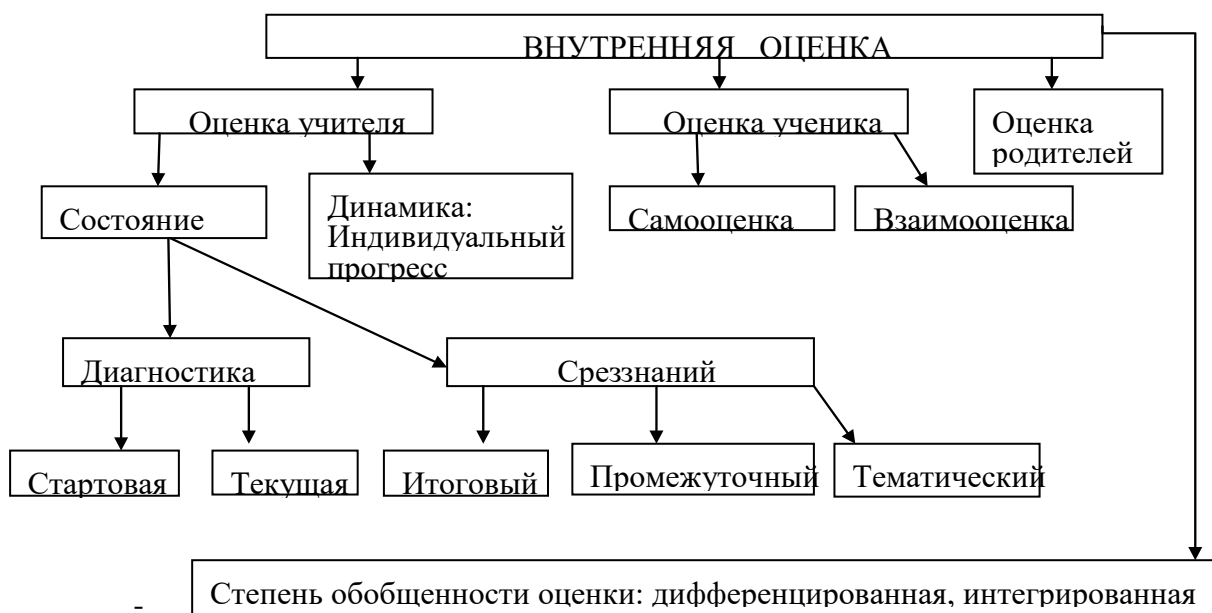 ВНУТРЕННЯЯ ОЦЕНКА
Оценка учителя
Оценка ученика
Оценка
родителей
Состояние
Динамика:
Индивидуальный
прогресс
Самооценка
Взаимооценка
Диагностика
Среззнаний
Стартовая
Текущая
Итоговый
Промежуточный
Тематический
- Степень обобщенности оценки: дифференцированная, интегрированная